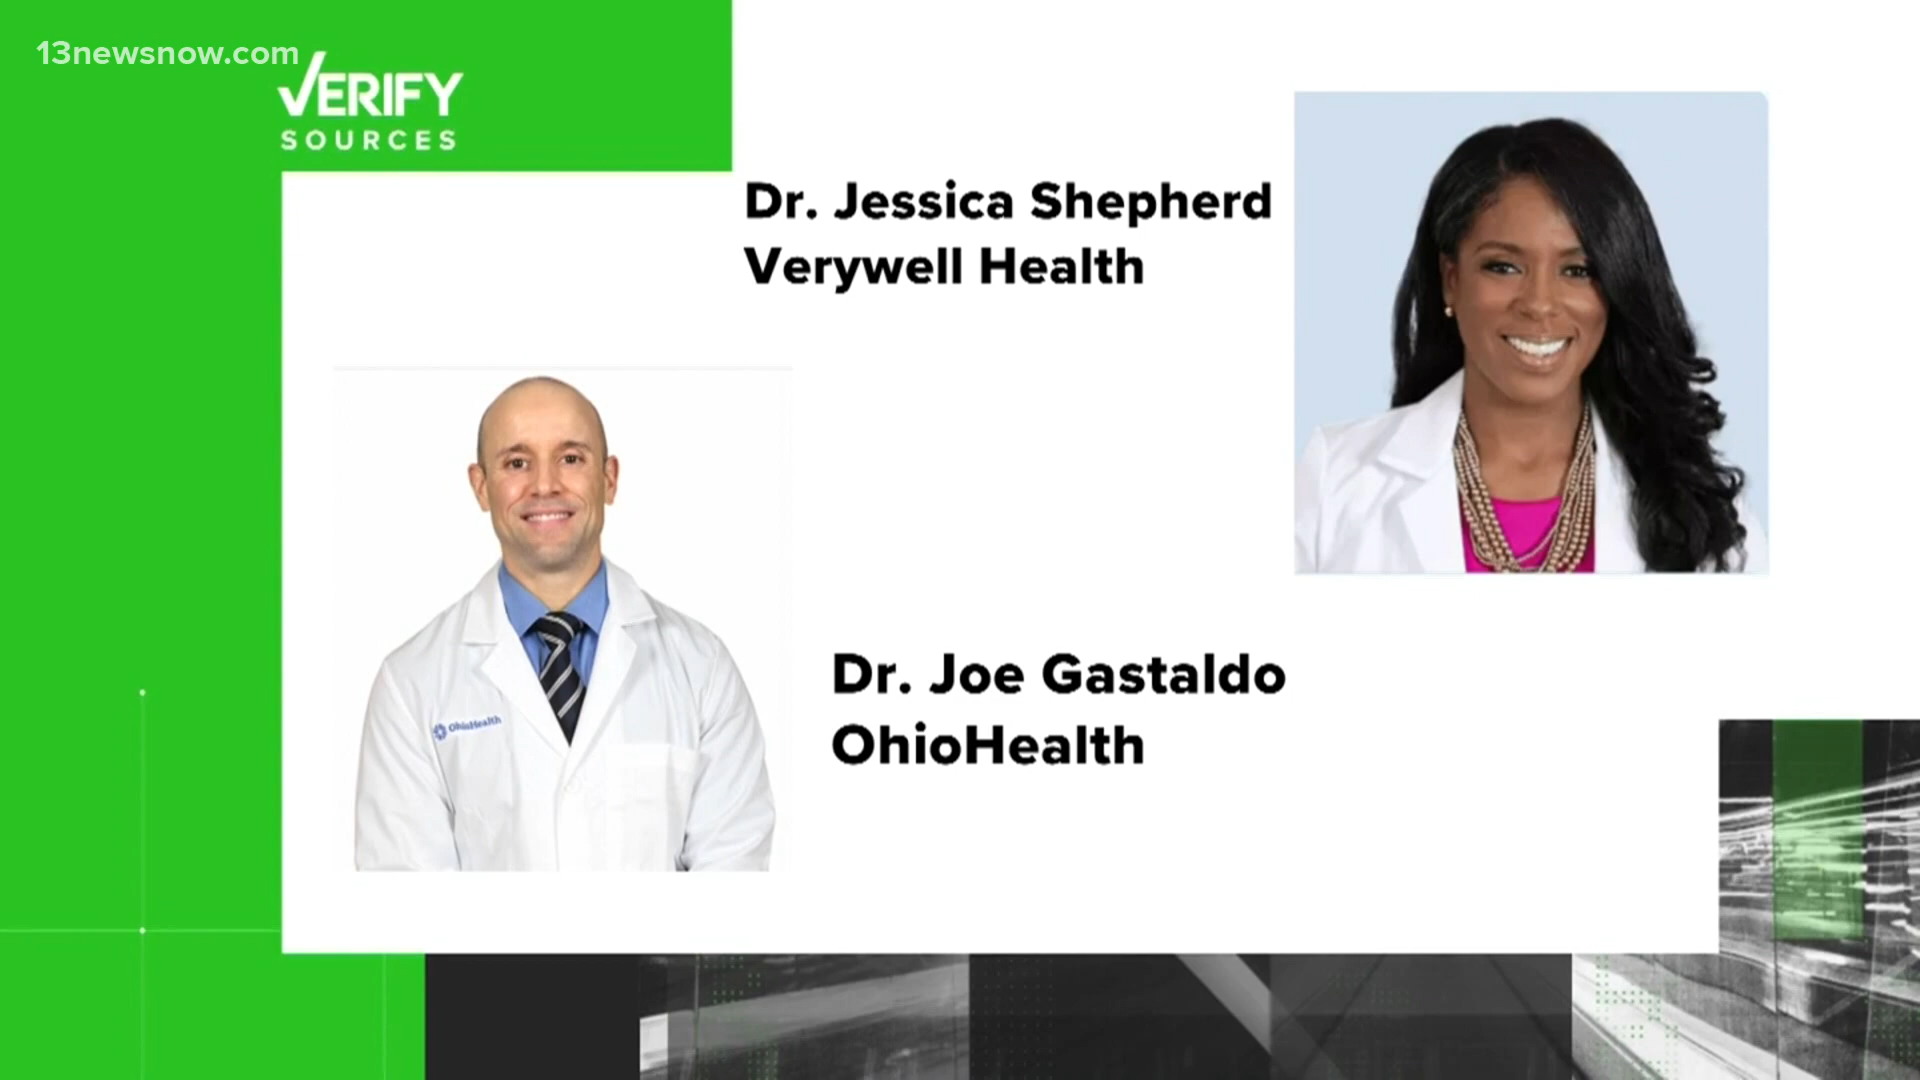 13newsnow.com
VERIFY
SOURCES
Dr. Jessica Shepherd
Verywell Health
OhioHealth
Dr. Joe Gastaldo
OhioHealth